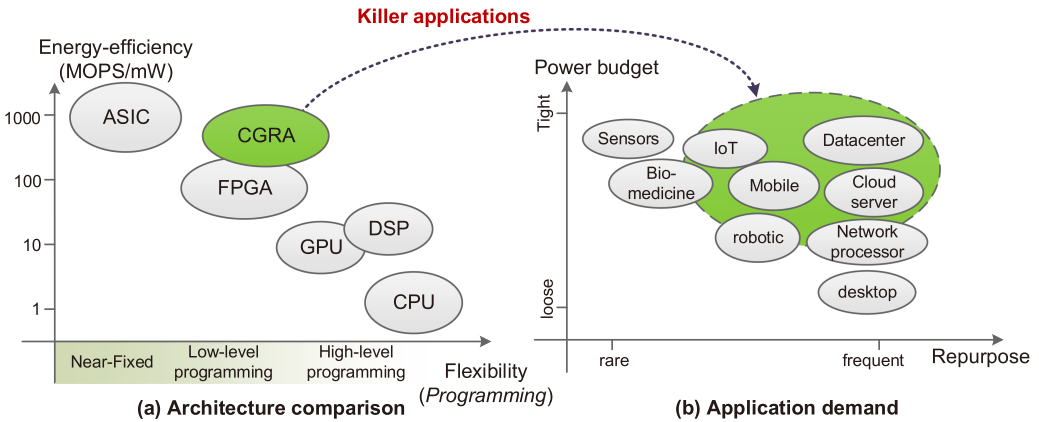 Killer applications
Energy-efficiency
(MOPS/mW)
1000
100
10
1
ASIC
CGRA
FPGA
GPU
DSP
CPU
Near-Fixed
Low-level
programming
High-level
programming
Flexibility
(Programming)
(a) Architecture comparison
Power budget
Tight
loose
Sensors
IoT
Datacenter
Bio-
medicine
Mobile
Cloud
server
robotic
Network
processor
desktop
rare
frequent
Repurpose
(b) Application demand